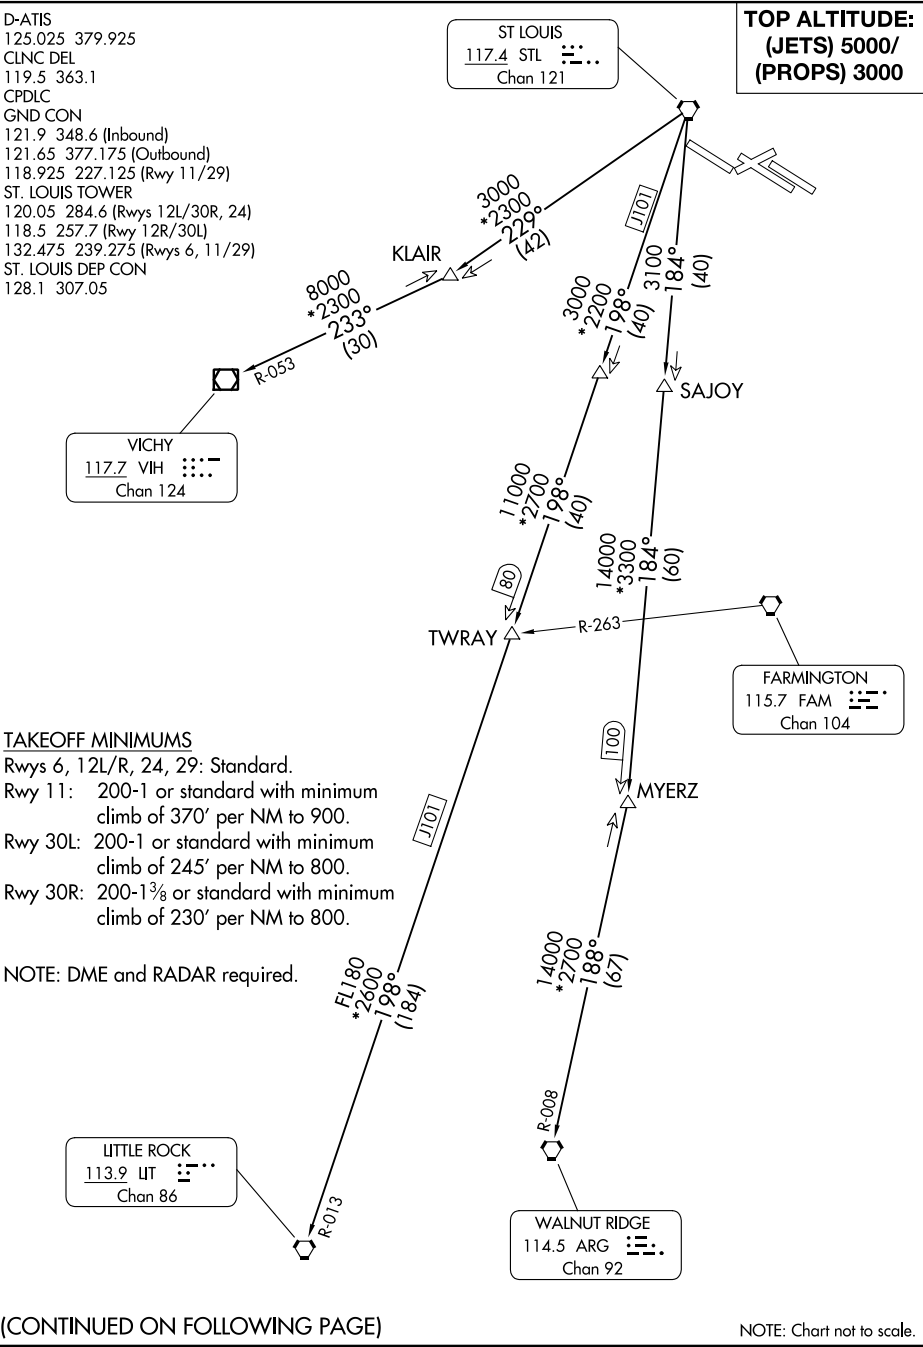 D-ATIS
125.025 379.925
CLNC DEL
119.5 363.1
CPDLC
GND CON
121.9 348.6 (Inbound)
121.65 377.175 (Outbound)
118.925 227.125 (Rwy 11/29)
ST. LOUIS TOWER
120.05 284.6 (Rwys 12L/30R, 24)
118.5 257.7 (Rwy 12R/30L)
132.475 239.275 (Rwys 6, 11/29)
ST. LOUIS DEP CON
128.1 307.05
ST LOUIS
117.4 STL
Chan 121
TOP ALTITUDE:
(JETS) 5000/
(PROPS) 3000
3000
*2300
229°
(42)
KLAIR
8000
*2300
233°
(30)
R-053
VICHY
117.7 VIH
Chan 124
J101
3000
*2200
198°
(40)
3100
184°
(40)
SAJOY
11000
*2700
198°
(40)
80
TWRAY
14000
*3300
184°
(60)
R-263
FARMINGTON
115.7 FAM
Chan 104
100
MYERZ
TAKEOFF MINIMUMS
Rwys 6, 12L/R, 24, 29: Standard.
Rwy 11: 200-1 or standard with minimum
climb of 370' per NM to 900.
Rwy 30L: 200-1 or standard with minimum
climb of 245' per NM to 800.
Rwy 30R: 200-1⅜ or standard with minimum
climb of 230' per NM to 800.
NOTE: DME and RADAR required.
J101
FL180
*2600
198°
(184)
14000
*2700
188°
(67)
R-008
R-013
LITTLE ROCK
113.9 LIT
Chan 86
WALNUT RIDGE
114.5 ARG
Chan 92
(CONTINUED ON FOLLOWING PAGE)
NOTE: Chart not to scale.